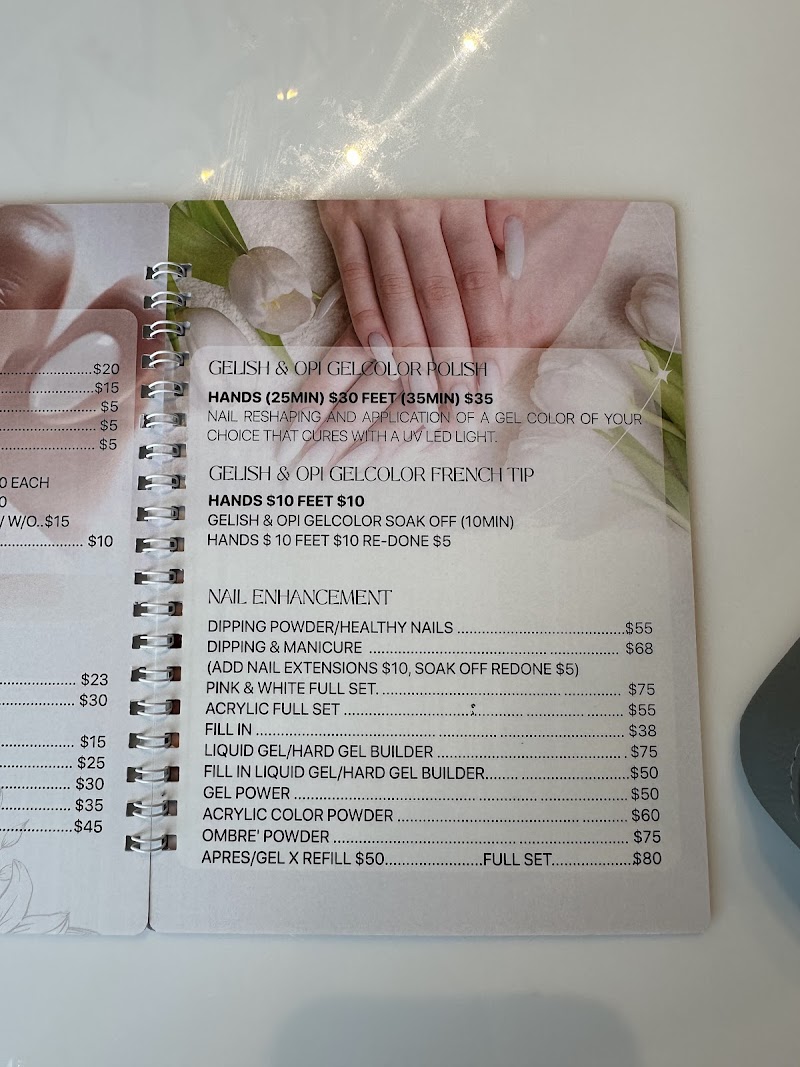 ....................$20
....................$15
....................$5
....................$5
....................$5
EACH
W/O..$15
.................... $10
.................... $23
.................... $30
.................... $15
.................... $25
.................... $30
.................... $35
....................$45
GELISH & OPI GELCOLOR POLISH
HANDS (25MIN) $30 FEET (35MIN) $35
NAIL RESHAPING AND APPLICATION OF A GEL COLOR OF YOUR
CHOICE THAT CURES WITH A UV LED LIGHT.
GELISH & OPI GELCOLOR FRENCH TIP
HANDS $10 FEET $10
GELISH & OPI GELCOLOR SOAK OFF (10MIN)
HANDS $ 10 FEET $10 RE-DONE $5
NAIL ENHANCEMENT
DIPPING POWDER/HEALTHY NAILS ....................$55
DIPPING & MANICURE .................... $68
(ADD NAIL EXTENSIONS $10, SOAK OFF REDONE $5)
PINK & WHITE FULL SET. .................... $75
ACRYLIC FULL SET .................... $55
FILL IN .................... $38
LIQUID GEL/HARD GEL BUILDER .................... $75
FILL IN LIQUID GEL/HARD GEL BUILDER....................$50
GEL POWER .................... $50
ACRYLIC COLOR POWDER .................... $60
OMBRE' POWDER .................... $75
APRES/GEL X REFILL $50....................FULL SET....................$80